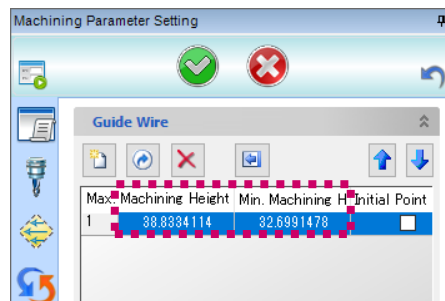 Machining Parameter Setting
Guide Wire
Max. Machining Height Min. Machining H Initial Point
1 38.8334114 32.6991478